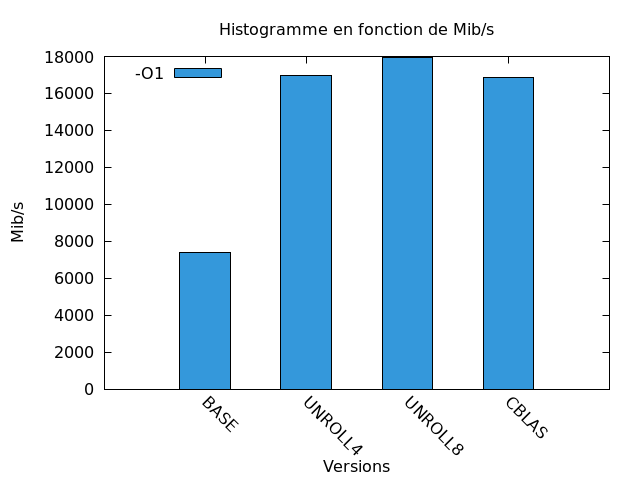 Histogramme en fonction de Mib/s
18000
16000
14000
12000
10000
8000
6000
4000
2000
0
Mib/s
-O1
BASE
UNROLL4
UNROLL8
CBLAS
Versions